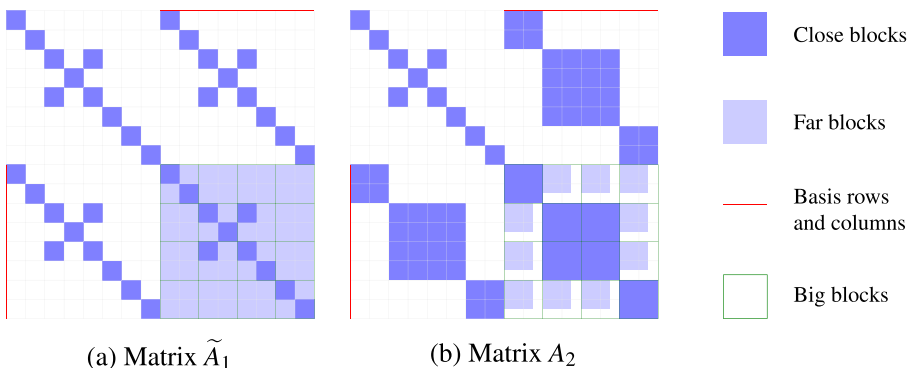 Close blocks
Far blocks
Basis rows
and columns
Big blocks
(a) Matrix Ã₁
(b) Matrix A₂